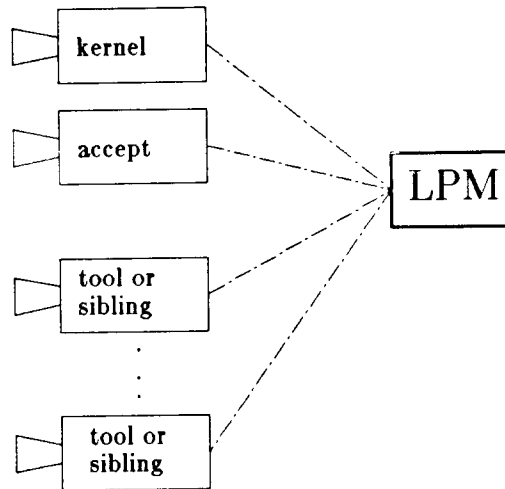 kernel
accept
LPM
tool or
sibling
tool or
sibling